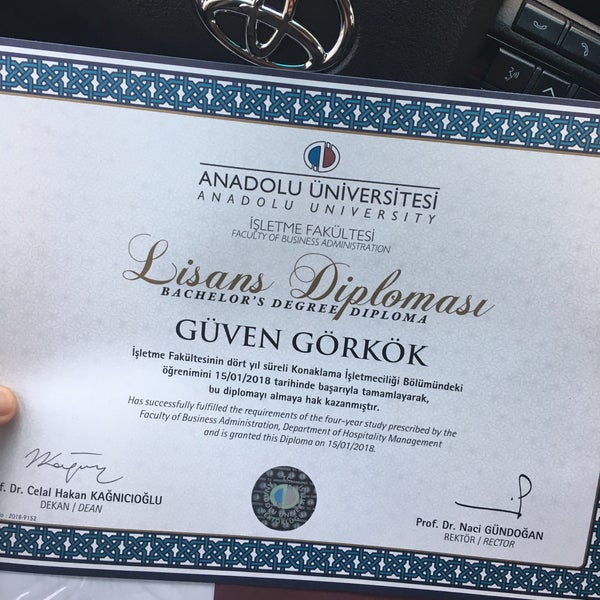 ANADOLU ÜNİVERSİTESİ
ANADOLU UNIVERSITY
İŞLETME FAKÜLTESİ
FACULTY OF BUSINESS ADMINISTRATION
Lisans Diploması
BACHELOR'S DEGREE DIPLOMA
GÜVEN GÖRKÖK
İşletme Fakültesinin dört yıl süreli Konaklama İşletmeciliği Bölümündeki
öğrenimini 15/01/2018 tarihinde başarıyla tamamlayarak,
bu diplomayı almaya hak kazanmıştır.
Has successfully fulfilled the requirements of the four-year study prescribed by the
Faculty of Business Administration, Department of Hospitality Management
and is granted this Diploma on 15/01/2018.
f. Dr. Celal Hakan KAĞNICIOĞLU
DEKAN / DEAN
No : 2018-9152
Prof. Dr. Naci GÜNDOĞAN
REKTÖR / RECTOR